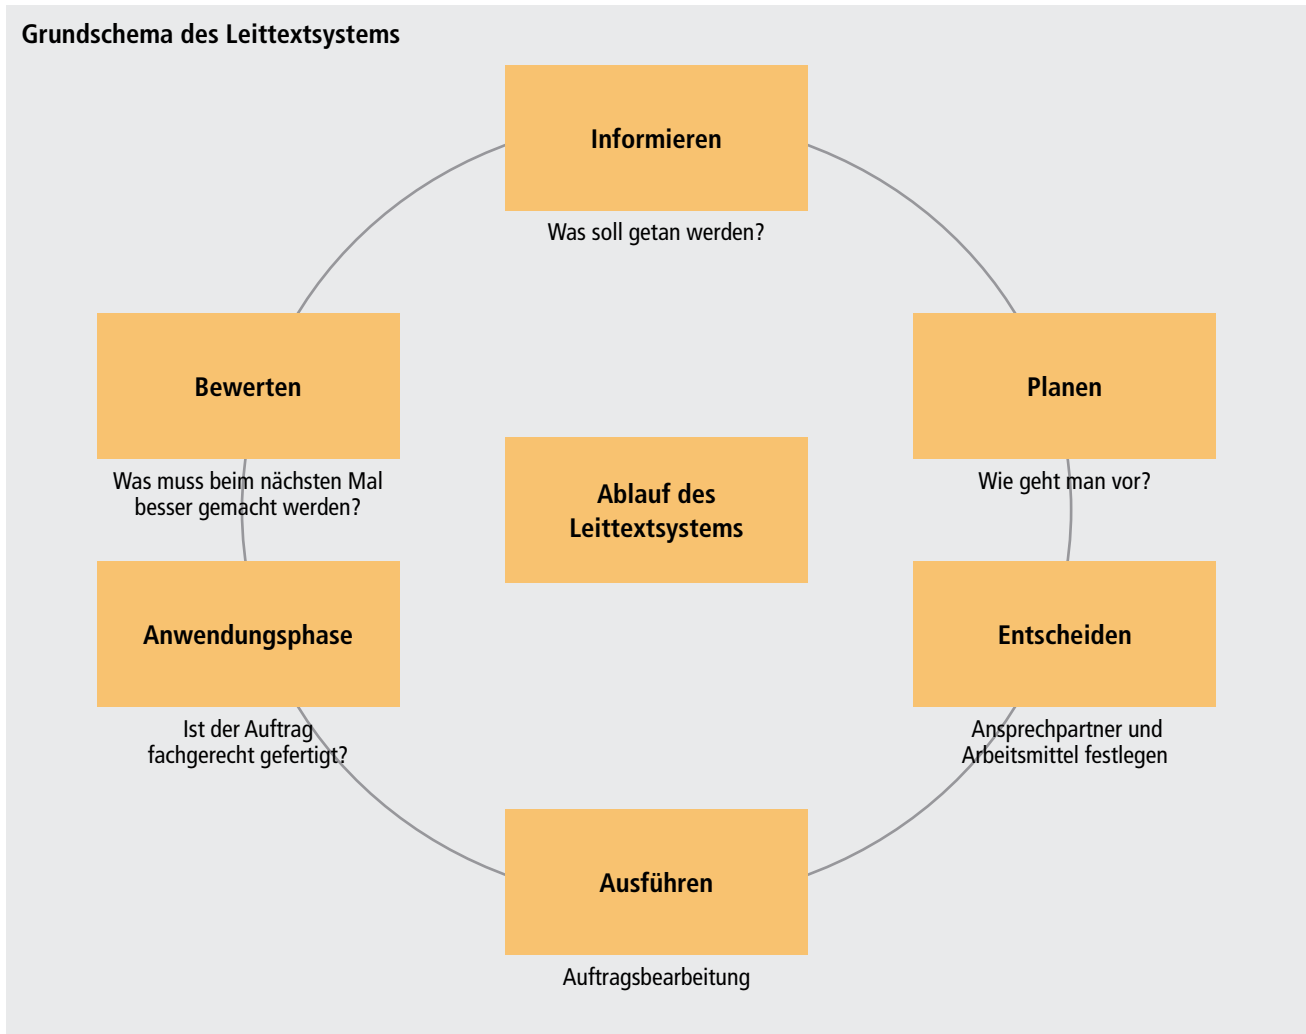 Grundschema des Leittextsystems
Informieren
Was soll getan werden?
Planen
Wie geht man vor?
Entscheiden
Ansprechpartner und
Arbeitsmittel festlegen
Ausführen
Auftragsbearbeitung
Anwendungsphase
Ist der Auftrag
fachgerecht gefertigt?
Bewerten
Was muss beim nächsten Mal
besser gemacht werden?
Ablauf des
Leittextsystems